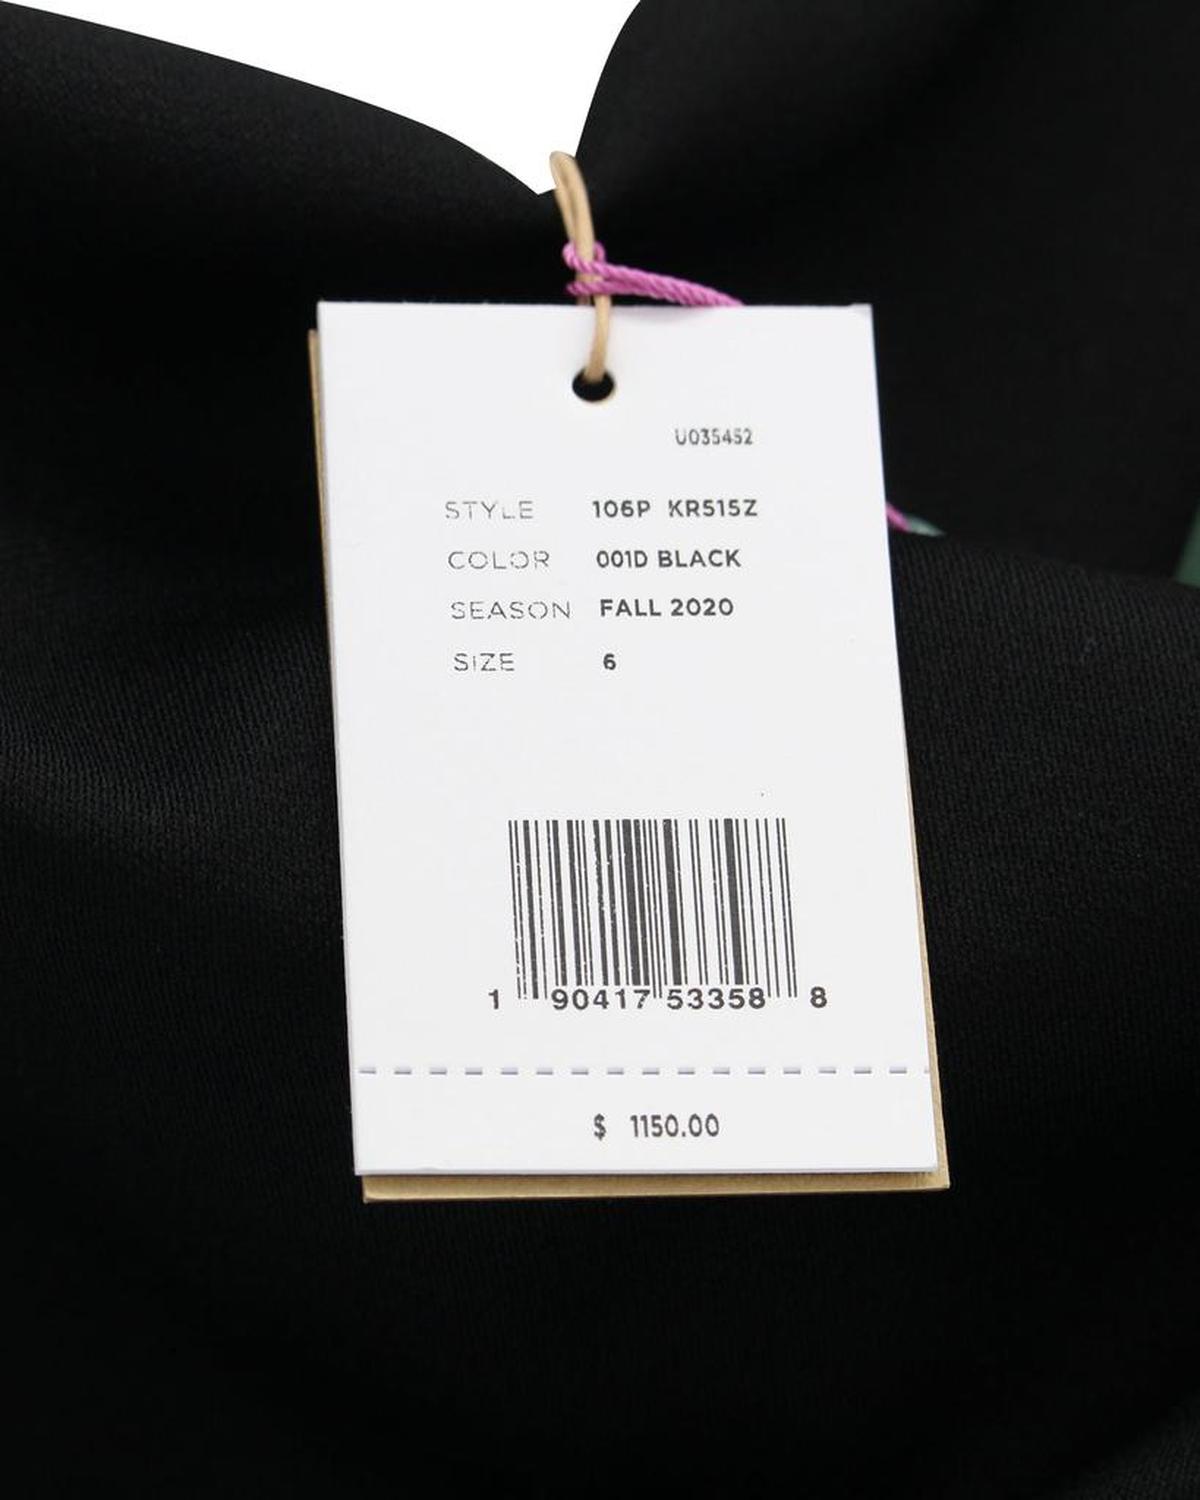 U035452
STYLE 106P KR515Z
COLOR 001D BLACK
SEASON FALL 2020
SIZE 6
1 90417 53358 8
$ 1150.00